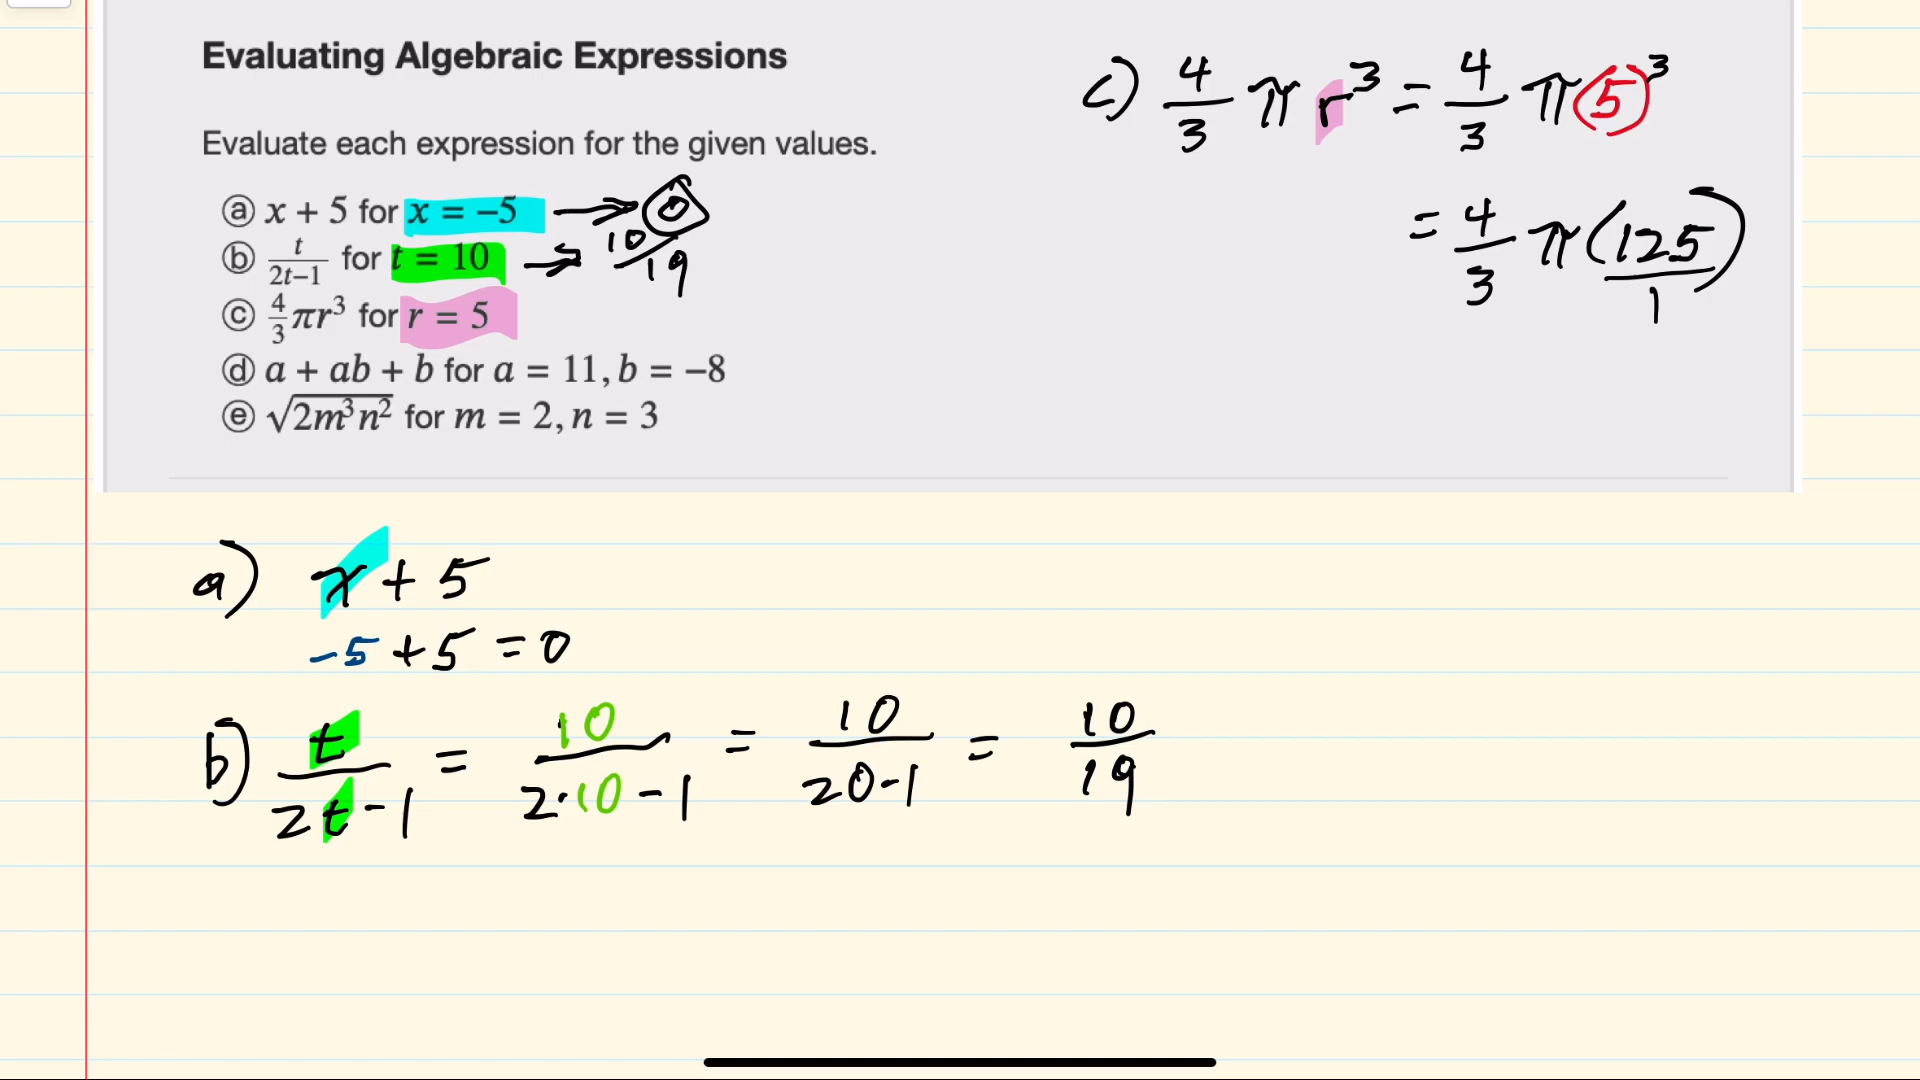 Evaluating Algebraic Expressions
Evaluate each expression for the given values.
ⓐ x + 5 for x = −5 → 0
ⓑ t/(2t−1) for t = 10 → 10/19
ⓒ 4/3 πr³ for r = 5
ⓓ a + ab + b for a = 11, b = −8
ⓔ √(2m³n²) for m = 2, n = 3
c) 4/3 π r³ = 4/3 π(5)³
= 4/3 π(125/1)
a) x + 5
-5 + 5 = 0
b) t/(2t-1) = 10/(2·10-1) = 10/(20-1) = 10/19